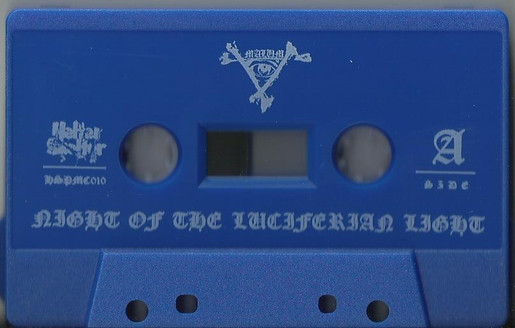 MALUM
HSPMC010
A
SIDE
NIGHT OF THE LUCIFERIAN LIGHT